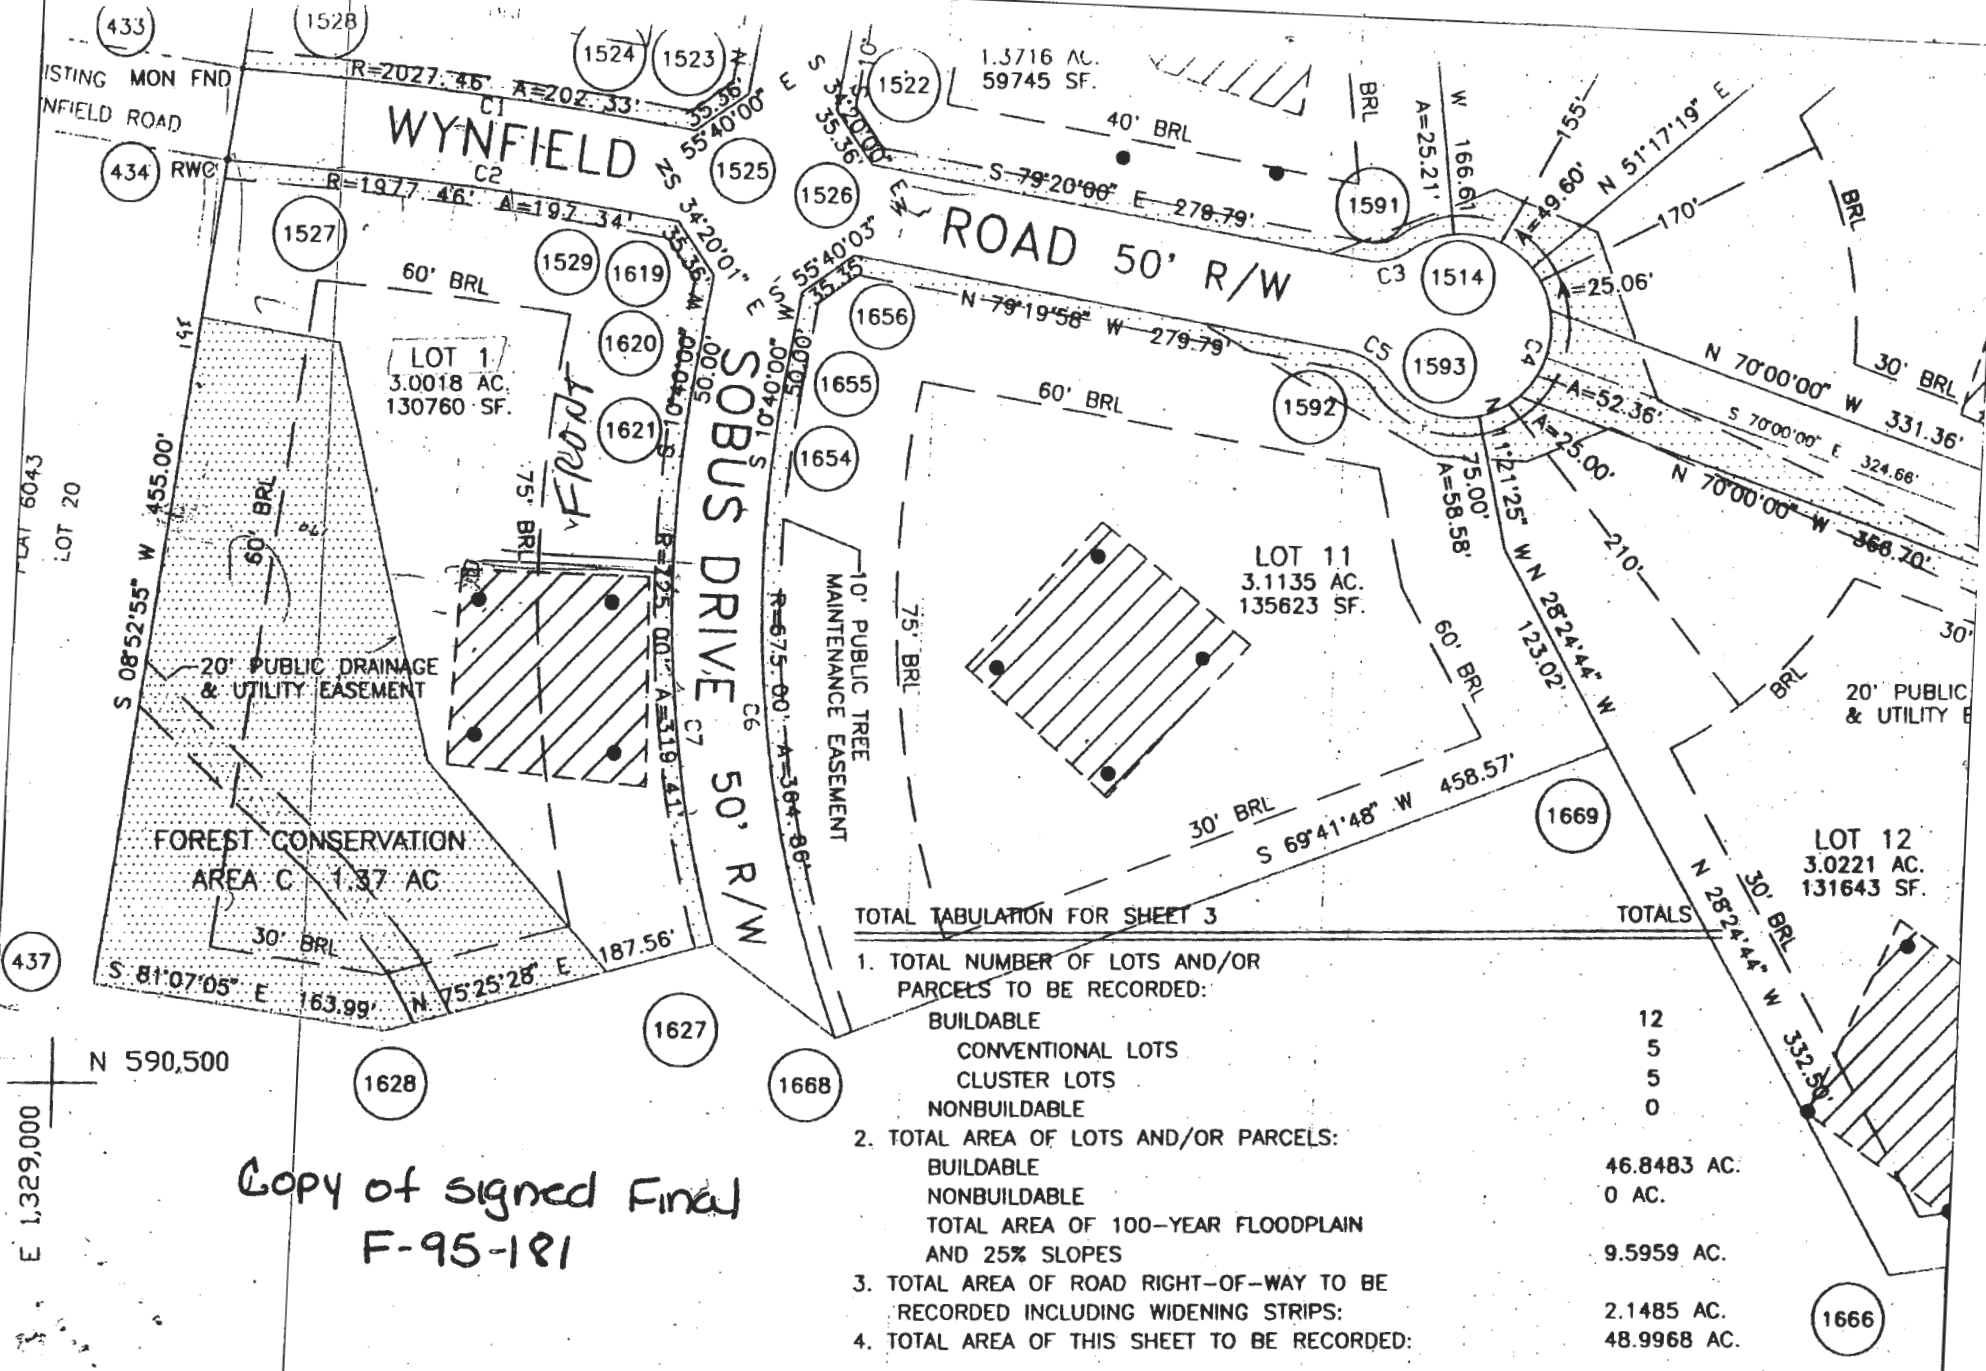 433
1528
1524
1523
1522
1.3716 AC.
59745 SF.
40' BRL
BRL
W 166.61'
A=25.21'
155'
A=49.60'
N 51°17'19" E
170'
BRL
ISTING MON FND
NFIELD ROAD
434
RWC
R=2027.46' A=202.33'
C1
35.36'
55°40'00"
WYNFIELD
C2
R=1977.46' A=197.34'
1525
1526
S 34°20'00"
35.36'
S 79°20'00" E 279.79'
ROAD 50' R/W
1591
C3
1514
A=25.06'
1527
1529
1619
35.36'
34°20'01"
55°40'03"
35.35'
1656
N 79°19'58" W 279.79'
C5
1593
C4
1592
N 70°00'00" W 331.36'
30' BRL
S 70°00'00" E 324.66'
N 70°00'00" W 368.70'
A=52.36'
A=25.00'
N 11°21'25" W
75.00'
A=58.58'
210'
60' BRL
LOT 1
3.0018 AC.
130760 SF.
1620
1621
FRONT
75' BRL
S 10°40'00" W
50.00'
SOBUS DRIVE 50' R/W
S 10°40'00" W
50.00'
1655
1654
60' BRL
LOT 11
3.1135 AC.
135623 SF.
PLAT 6043
LOT 20
S 08°52'55" W 455.00'
60' BRL
20' PUBLIC DRAINAGE
& UTILITY EASEMENT
R=725.00' A=319.41'
C7
C6
R=675.00' A=364.86'
10' PUBLIC TREE
MAINTENANCE EASEMENT
75' BRL
60' BRL
N 28°24'44" W
123.02'
BRL
30'
20' PUBLIC
& UTILITY E
30' BRL
S 69°41'48" W 458.57'
1669
LOT 12
3.0221 AC.
131643 SF.
30' BRL
N 28°24'44" W 332.50'
FOREST CONSERVATION
AREA C 1.37 AC
30' BRL
437
S 81°07'05" E 163.99'
N 75°25'28" E 187.56'
1627
1628
1668
N 590,500
E 1,329,000
Copy of signed Final
F-95-181
TOTAL TABULATION FOR SHEET 3 TOTALS
1. TOTAL NUMBER OF LOTS AND/OR
PARCELS TO BE RECORDED:
BUILDABLE 12
CONVENTIONAL LOTS 5
CLUSTER LOTS 5
NONBUILDABLE 0
2. TOTAL AREA OF LOTS AND/OR PARCELS:
BUILDABLE 46.8483 AC.
NONBUILDABLE 0 AC.
TOTAL AREA OF 100-YEAR FLOODPLAIN
AND 25% SLOPES 9.5959 AC.
3. TOTAL AREA OF ROAD RIGHT-OF-WAY TO BE
RECORDED INCLUDING WIDENING STRIPS: 2.1485 AC.
4. TOTAL AREA OF THIS SHEET TO BE RECORDED: 48.9968 AC.
1666